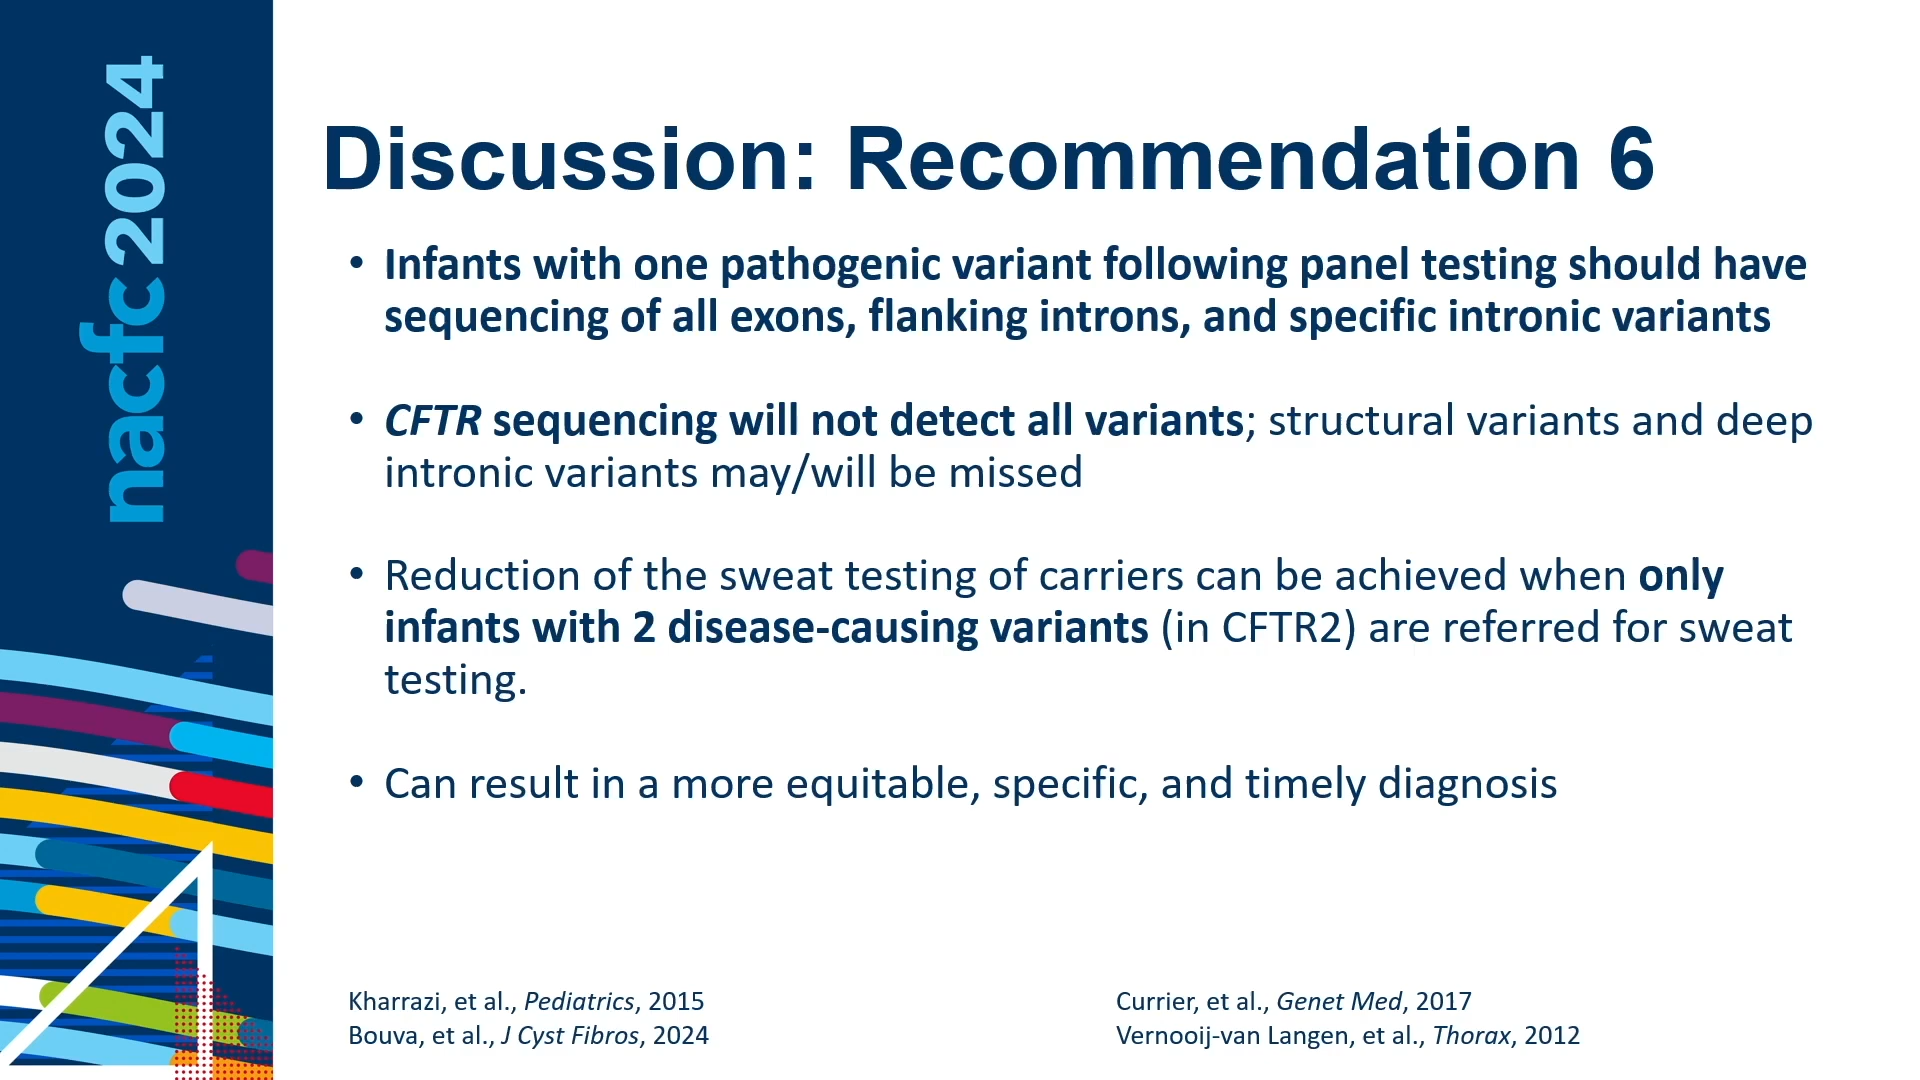 nacfc 2024
Discussion: Recommendation 6
• Infants with one pathogenic variant following panel testing should have
sequencing of all exons, flanking introns, and specific intronic variants
• CFTR sequencing will not detect all variants; structural variants and deep
intronic variants may/will be missed
• Reduction of the sweat testing of carriers can be achieved when only
infants with 2 disease-causing variants (in CFTR2) are referred for sweat
testing.
• Can result in a more equitable, specific, and timely diagnosis
Kharrazi, et al., Pediatrics, 2015
Bouva, et al., J Cyst Fibros, 2024
Currier, et al., Genet Med, 2017
Vernooij-van Langen, et al., Thorax, 2012